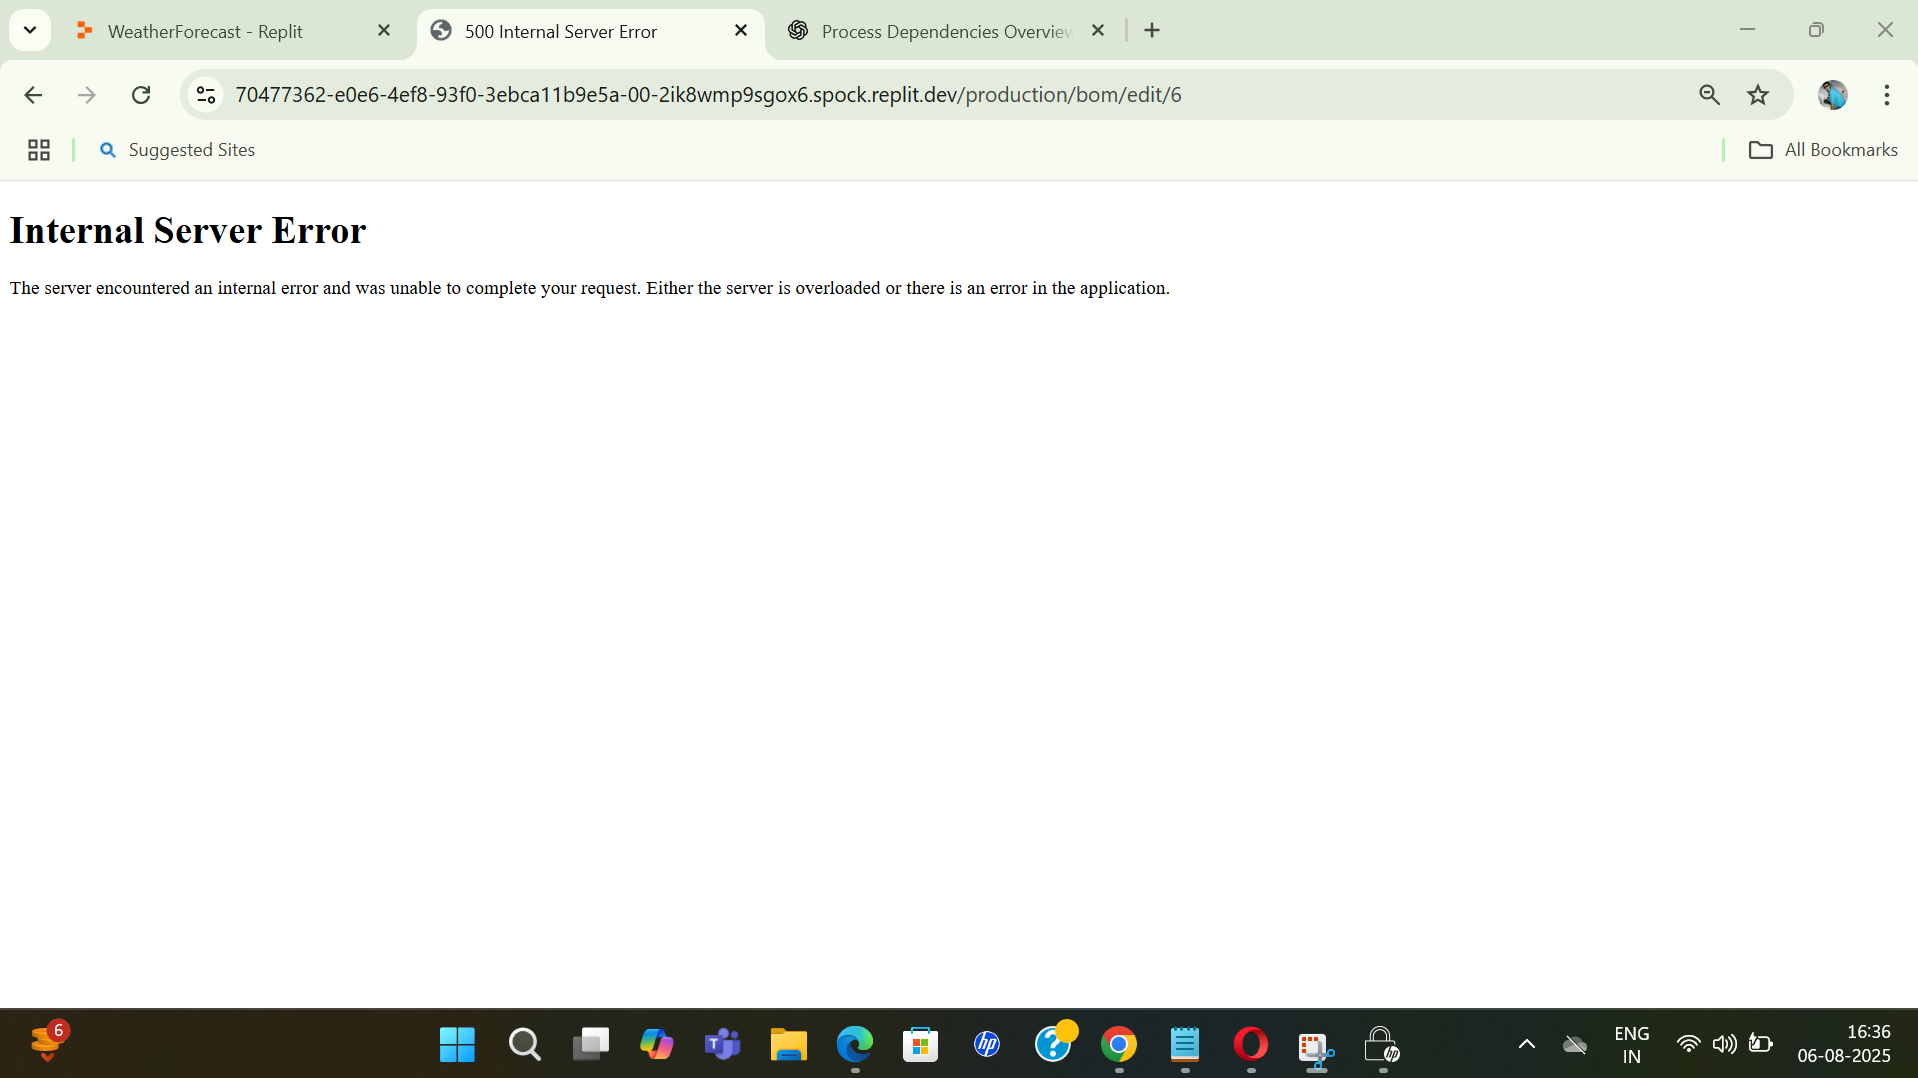 WeatherForecast - Replit
500 Internal Server Error
Process Dependencies Overview
70477362-e0e6-4ef8-93f0-3ebca11b9e5a-00-2ik8wmp9sgox6.spock.replit.dev/production/bom/edit/6
Suggested Sites
All Bookmarks
Internal Server Error
The server encountered an internal error and was unable to complete your request. Either the server is overloaded or there is an error in the application.
6
T
hp
?
hp
ENG
IN
16:36
06-08-2025